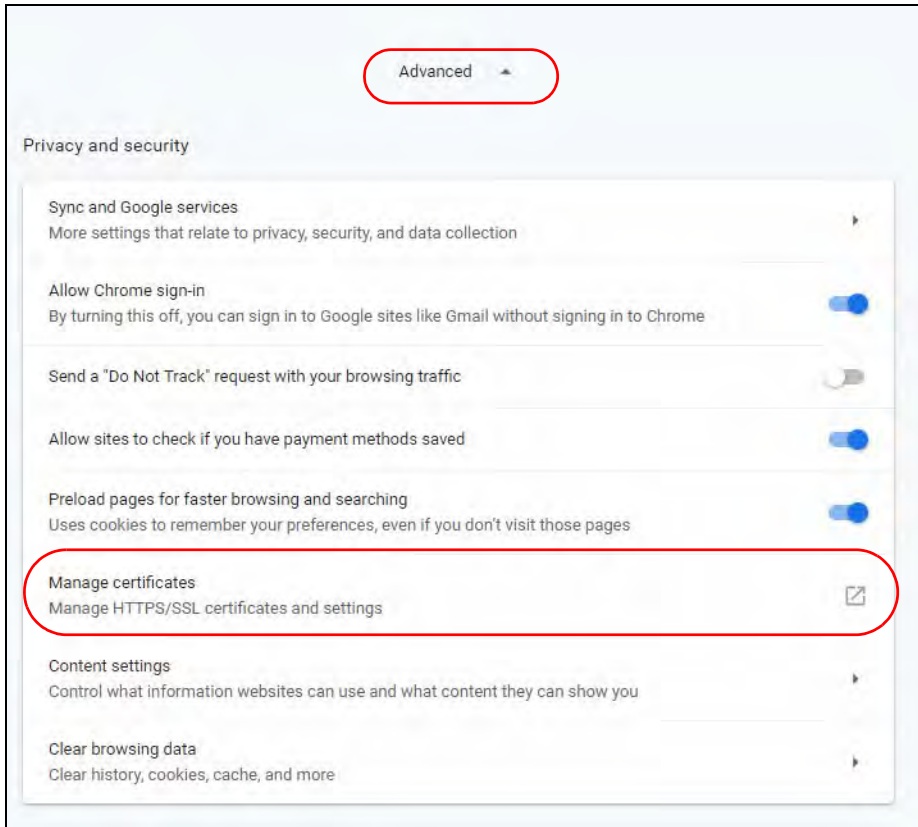 Advanced
Privacy and security
Sync and Google services
More settings that relate to privacy, security, and data collection
Allow Chrome sign-in
By turning this off, you can sign in to Google sites like Gmail without signing in to Chrome
Send a "Do Not Track" request with your browsing traffic
Allow sites to check if you have payment methods saved
Preload pages for faster browsing and searching
Uses cookies to remember your preferences, even if you don't visit those pages
Manage certificates
Manage HTTPS/SSL certificates and settings
Content settings
Control what information websites can use and what content they can show you
Clear browsing data
Clear history, cookies, cache, and more